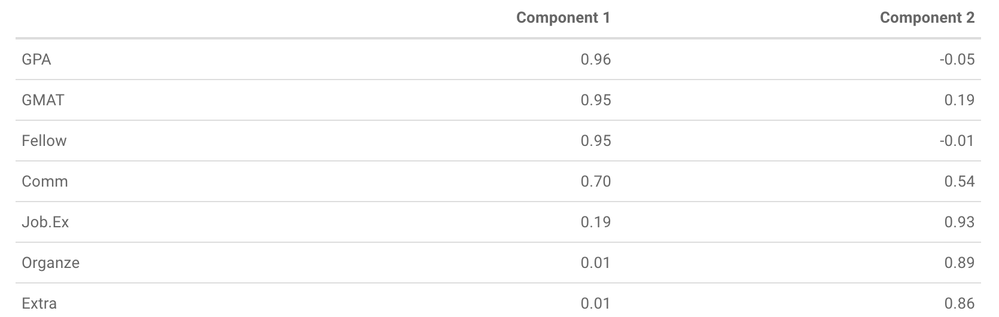 Component 1 Component 2
GPA 0.96 -0.05
GMAT 0.95 0.19
Fellow 0.95 -0.01
Comm 0.70 0.54
Job.Ex 0.19 0.93
Organze 0.01 0.89
Extra 0.01 0.86